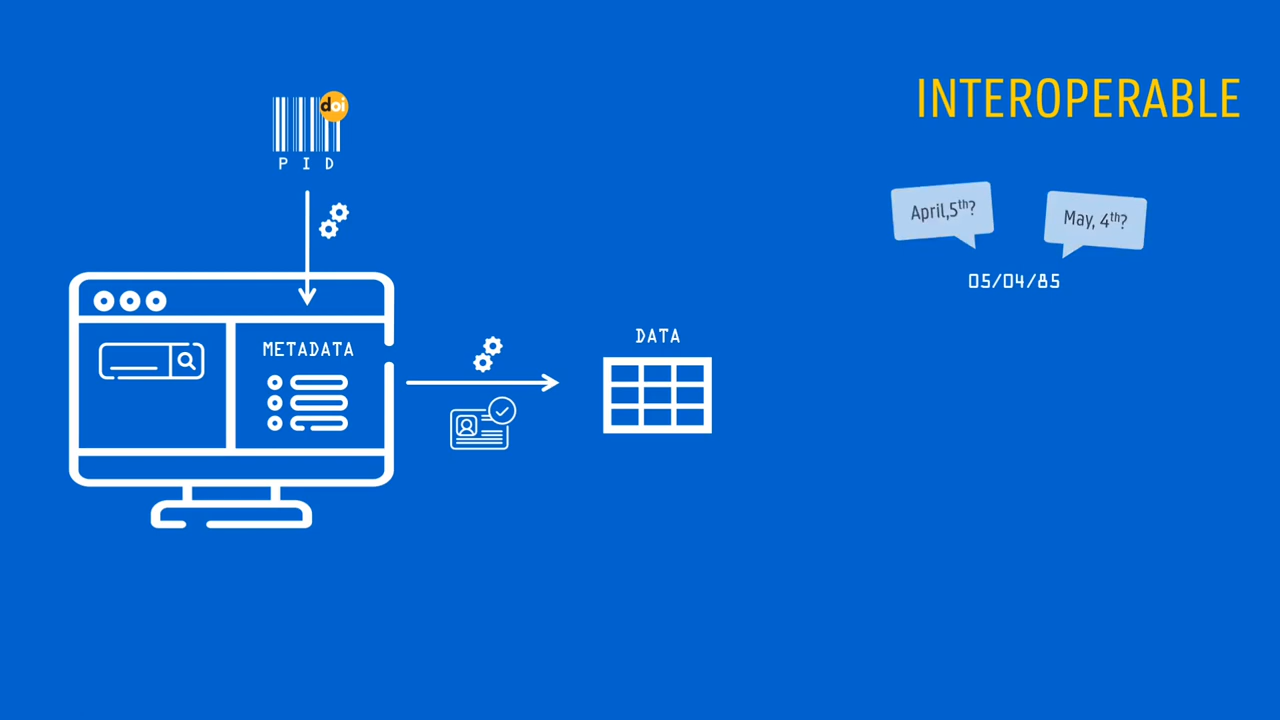 INTEROPERABLE
doi
PID
April,5th?
May, 4th?
05/04/85
METADATA
DATA